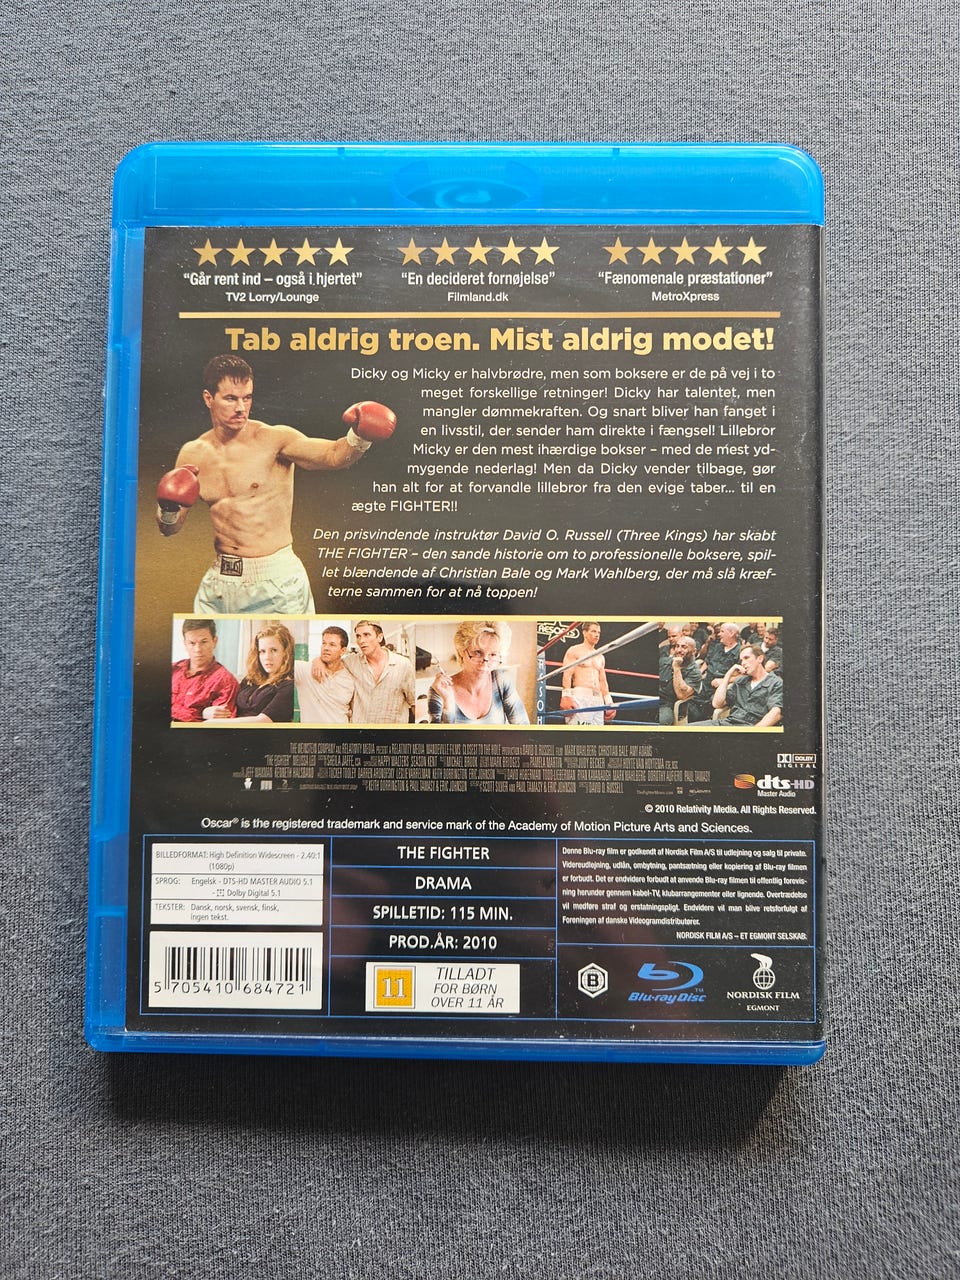 “Går rent ind – også i hjertet”
TV2 Lorry/Lounge
“En decideret fornøjelse”
Filmland.dk
“Fænomenale præstationer”
MetroXpress
Tab aldrig troen. Mist aldrig modet!
Dicky og Micky er halvbrødre, men som boksere er de på vej i to
meget forskellige retninger! Dicky har talentet, men
mangler dømmekraften. Og snart bliver han fanget i
en livsstil, der sender ham direkte i fængsel! Lillebror
Micky er den mest ihærdige bokser – med de mest yd-
mygende nederlag! Men da Dicky vender tilbage, gør
han alt for at forvandle lillebror fra den evige taber... til en
ægte FIGHTER!!
Den prisvindende instruktør David O. Russell (Three Kings) har skabt
THE FIGHTER – den sande historie om to professionelle boksere, spil-
let blændende af Christian Bale og Mark Wahlberg, der må slå kræf-
terne sammen for at nå toppen!
EVERLAST
DOLBY
DIGITAL
dts-HD
Master Audio
© 2010 Relativity Media. All Rights Reserved.
Oscar® is the registered trademark and service mark of the Academy of Motion Picture Arts and Sciences.
BILLEDFORMAT: High Definition Widescreen - 2.40:1
(1080p)
SPROG: Engelsk - DTS-HD MASTER AUDIO 5.1
- Dolby Digital 5.1
TEKSTER: Dansk, norsk, svensk, finsk,
ingen tekst.
5 705410 684721
THE FIGHTER
DRAMA
SPILLETID: 115 MIN.
PROD.ÅR: 2010
11
TILLADT
FOR BØRN
OVER 11 ÅR
Denne Blu-ray film er godkendt af Nordisk Film A/S til udlejning og salg til private.
Videreudlejning, udlån, ombytning, pantsætning eller kopiering af Blu-ray filmen
er forbudt. Det er endvidere forbudt at anvende Blu-ray filmen til offentlig forevis-
ning herunder gennem kabel-TV, klubarrangementer eller lignende. Overtrædelse
vil medføre straf og erstatningspligt. Endvidere vil man blive retsforfulgt af
Foreningen af danske Videogramdistributører.
NORDISK FILM A/S – ET EGMONT SELSKAB.
B
Blu-ray Disc
TM
NORDISK FILM
EGMONT